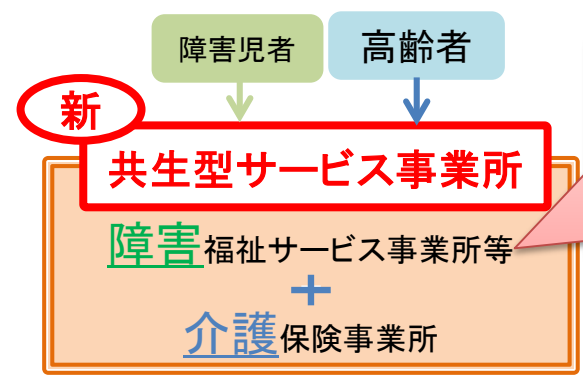 障害児者
高齢者
新
共生型サービス事業所
障害福祉サービス事業所等
+
介護保険事業所